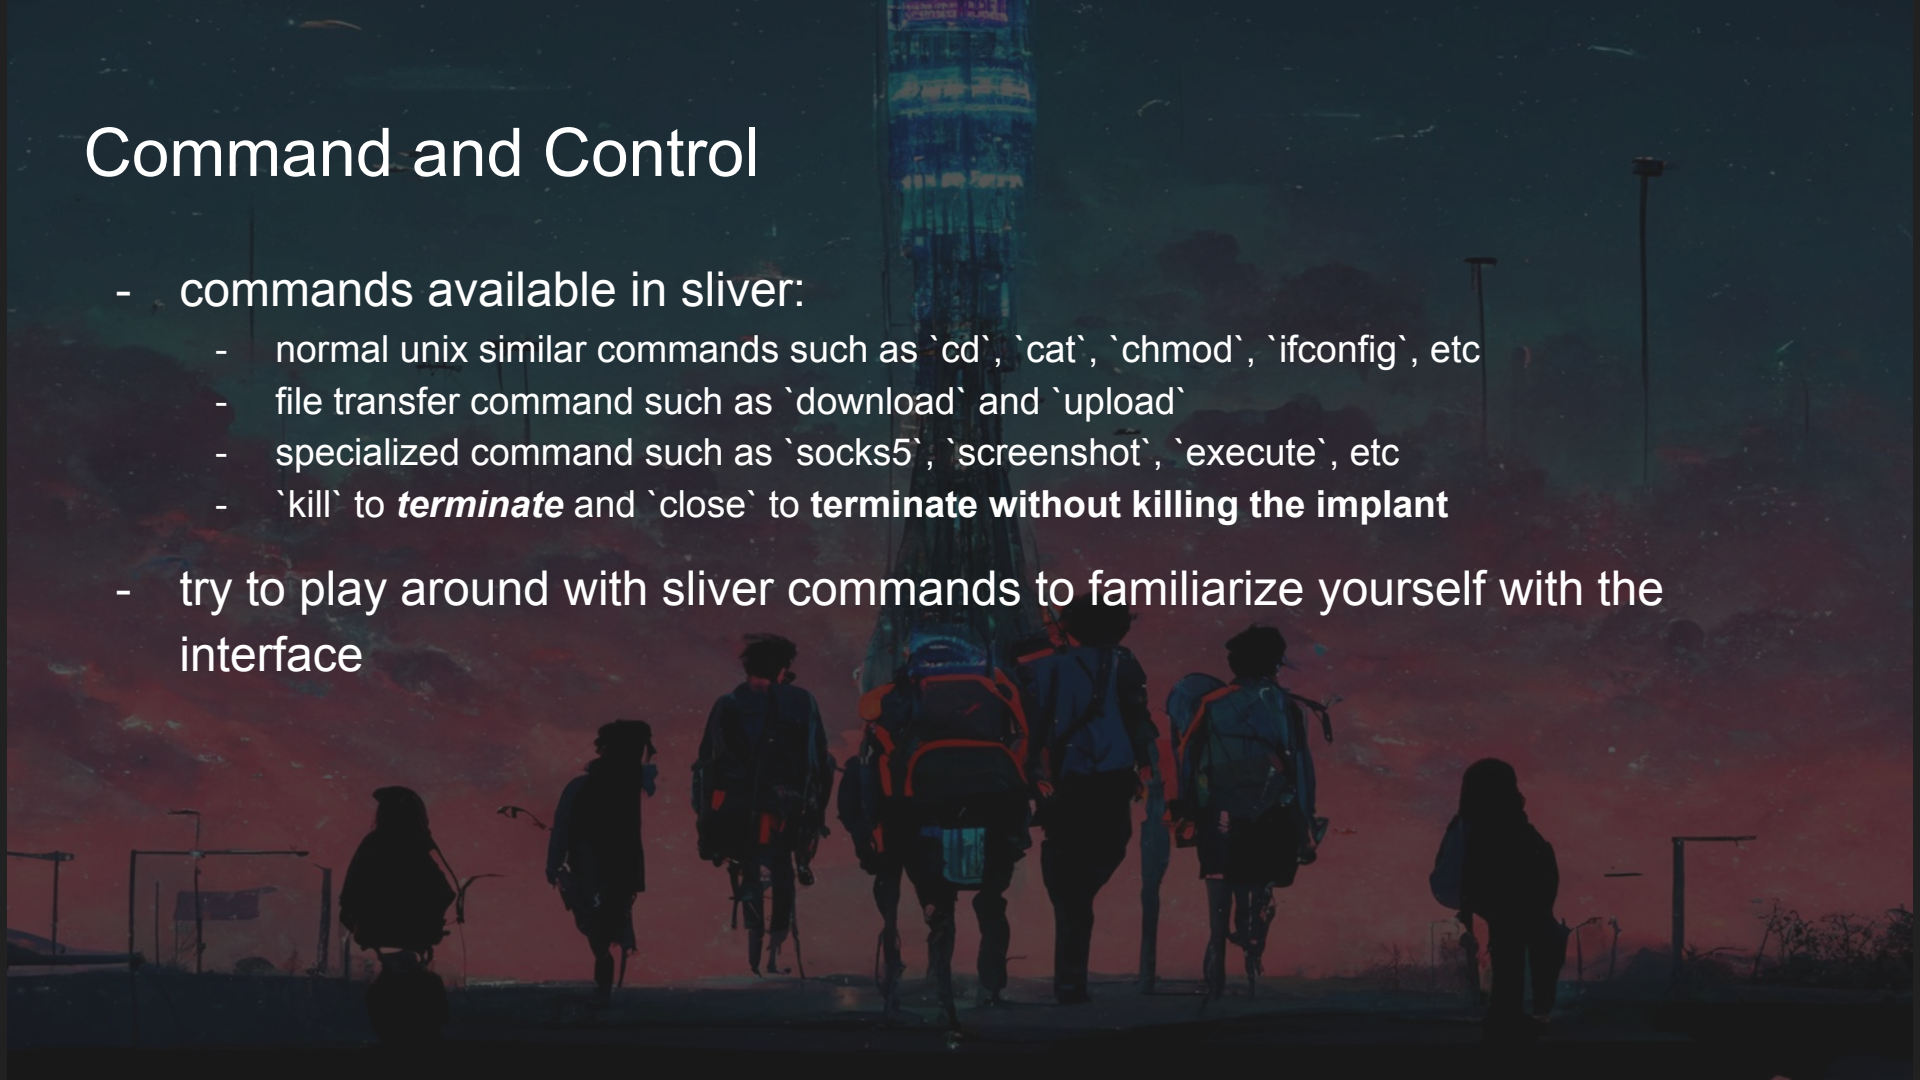 Command and Control
- commands available in sliver:
- normal unix similar commands such as `cd`, `cat`, `chmod`, `ifconfig`, etc
- file transfer command such as `download` and `upload`
- specialized command such as `socks5`, `screenshot`, `execute`, etc
- `kill` to terminate and `close` to terminate without killing the implant
- try to play around with sliver commands to familiarize yourself with the
interface